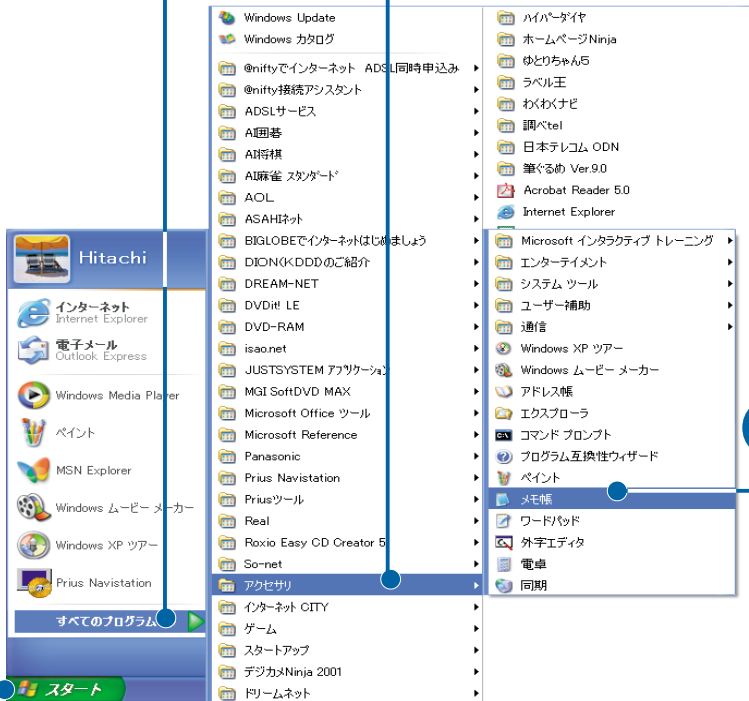 Hitachi
インターネット
Internet Explorer
電子メール
Outlook Express
Windows Media Player
ペイント
MSN Explorer
Windows ムービー メーカー
Windows XP ツアー
Prius Navistation
すべてのプログラム
スタート
Windows Update
Windows カタログ
@niftyでインターネット ADSL同時申込み
@nifty接続アシスタント
ADSLサービス
AI囲碁
AI将棋
AI麻雀 スタンダード
AOL
ASAHIネット
BIGLOBEでインターネットはじめましょう
DION(KDDI)のご紹介
DREAM-NET
DVDit! LE
DVD-RAM
isao.net
JUSTSYSTEM アプリケーション
MGI SoftDVD MAX
Microsoft Office ツール
Microsoft Reference
Panasonic
Prius Navistation
Priusツール
Real
Roxio Easy CD Creator 5
So-net
アクセサリ
インターネット CITY
ゲーム
スタートアップ
デジカメNinja 2001
ドリームネット
ハイパーダイヤ
ホームページNinja
ゆとりちゃん5
ラベル王
わくわくナビ
調べtel
日本テレコム ODN
筆ぐるめ Ver.9.0
Acrobat Reader 5.0
Internet Explorer
Microsoft インタラクティブ トレーニング
エンターテイメント
システム ツール
ユーザー補助
通信
Windows XP ツアー
Windows ムービー メーカー
アドレス帳
エクスプローラ
コマンド プロンプト
プログラム互換性ウィザード
ペイント
メモ帳
ワードパッド
外字エディタ
電卓
同期